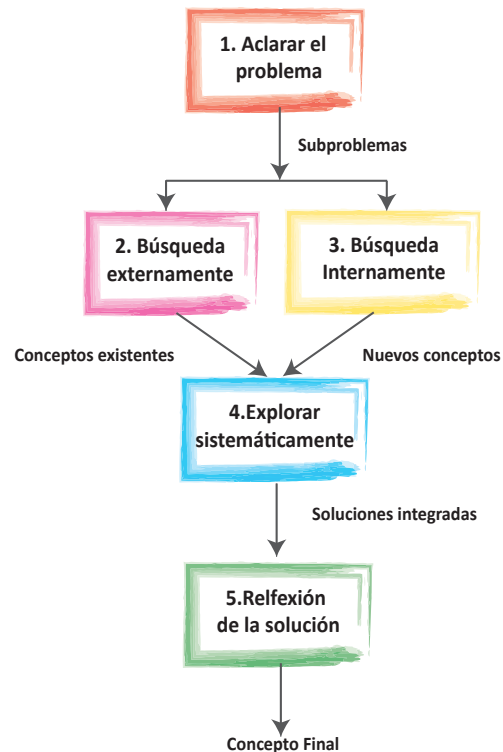 1. Aclarar el
problema
Subproblemas
2. Búsqueda
externamente
3. Búsqueda
Internamente
Conceptos existentes
Nuevos conceptos
4.Explorar
sistemáticamente
Soluciones integradas
5.Relfexión
de la solución
Concepto Final